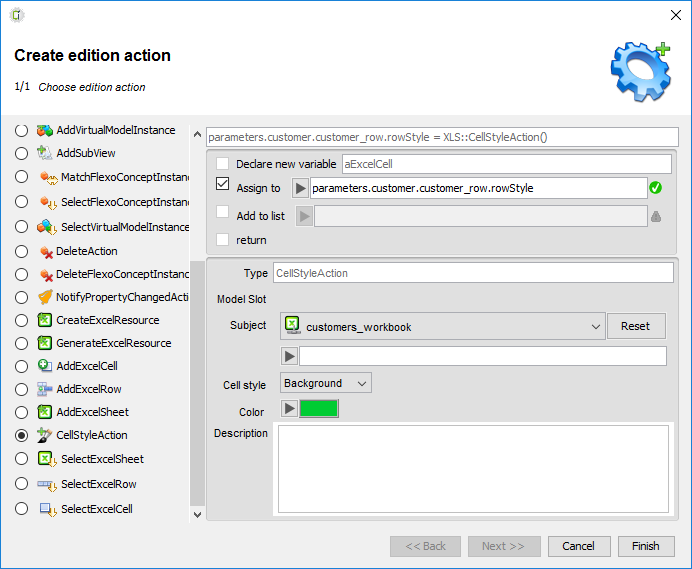 Create edition action
1/1 Choose edition action
AddVirtualModelInstance
AddSubView
MatchFlexoConceptInstanc
SelectFlexoConceptInstanc
SelectVirtualModelInstance
DeleteAction
DeleteFlexoConceptInstanc
NotifyPropertyChangedActi
CreateExcelResource
GenerateExcelResource
AddExcelCell
AddExcelRow
AddExcelSheet
CellStyleAction
SelectExcelSheet
SelectExcelRow
SelectExcelCell
parameters.customer.customer_row.rowStyle = XLS::CellStyleAction()
Declare new variable aExcelCell
Assign to parameters.customer.customer_row.rowStyle
Add to list
return
Type CellStyleAction
Model Slot
Subject customers_workbook Reset
Cell style Background
Color
Description
<< Back Next >> Cancel Finish